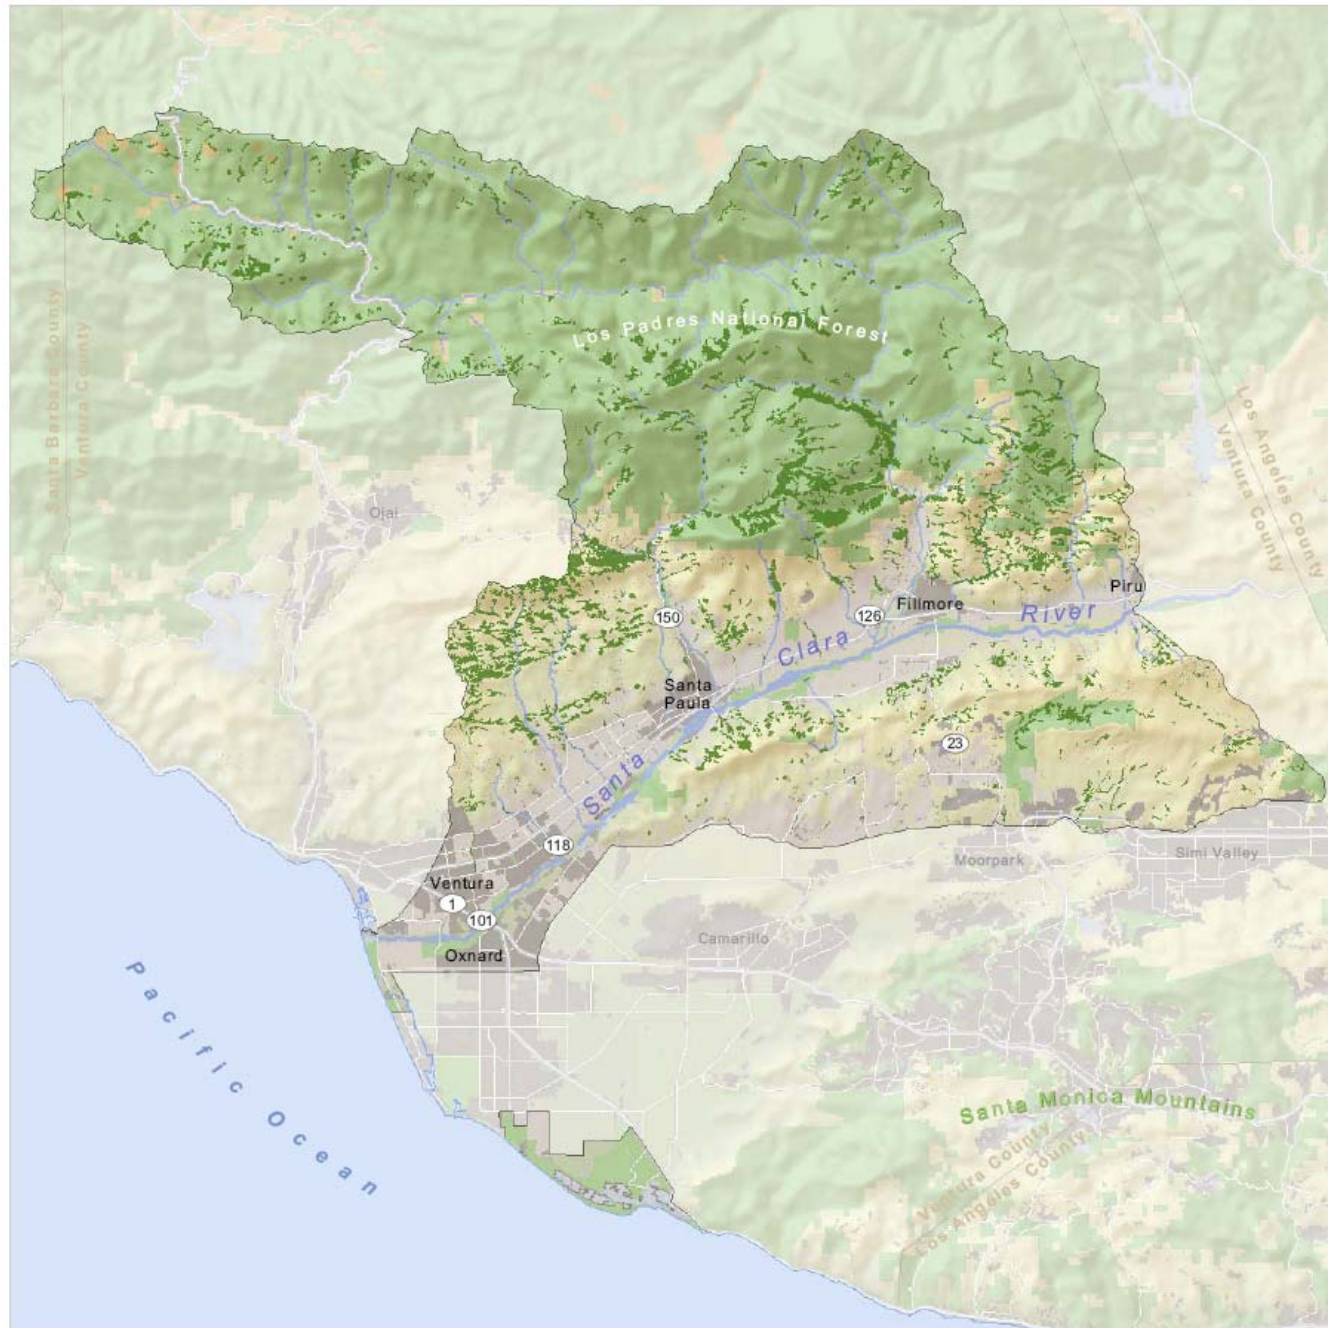 Los Padres National Forest
Santa Barbara County
Ventura County
Los Angeles County
Ventura County
Ojai
Piru
Fillmore
150
126
Santa Clara River
Santa
Paula
23
118
Moorpark
Simi Valley
Ventura
1
101
Camarillo
Oxnard
Pacific Ocean
Santa Monica Mountains
Ventura County
Los Angeles County